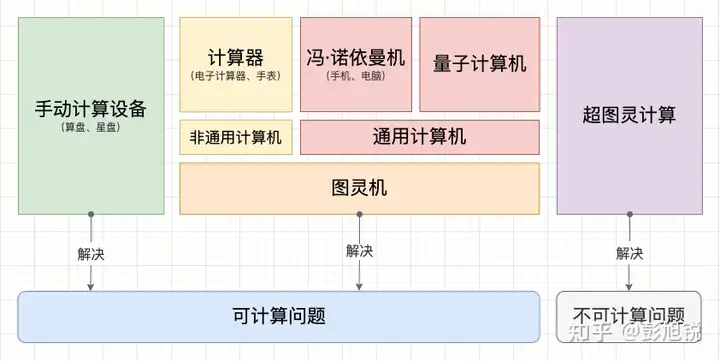 手动计算设备
（算盘、星盘）
计算器
（电子计算器、手表）
冯·诺依曼机
（手机、电脑）
量子计算机
非通用计算机
通用计算机
图灵机
超图灵计算
解决
解决
解决
可计算问题
不可计算问题
知乎 @彭旭锐